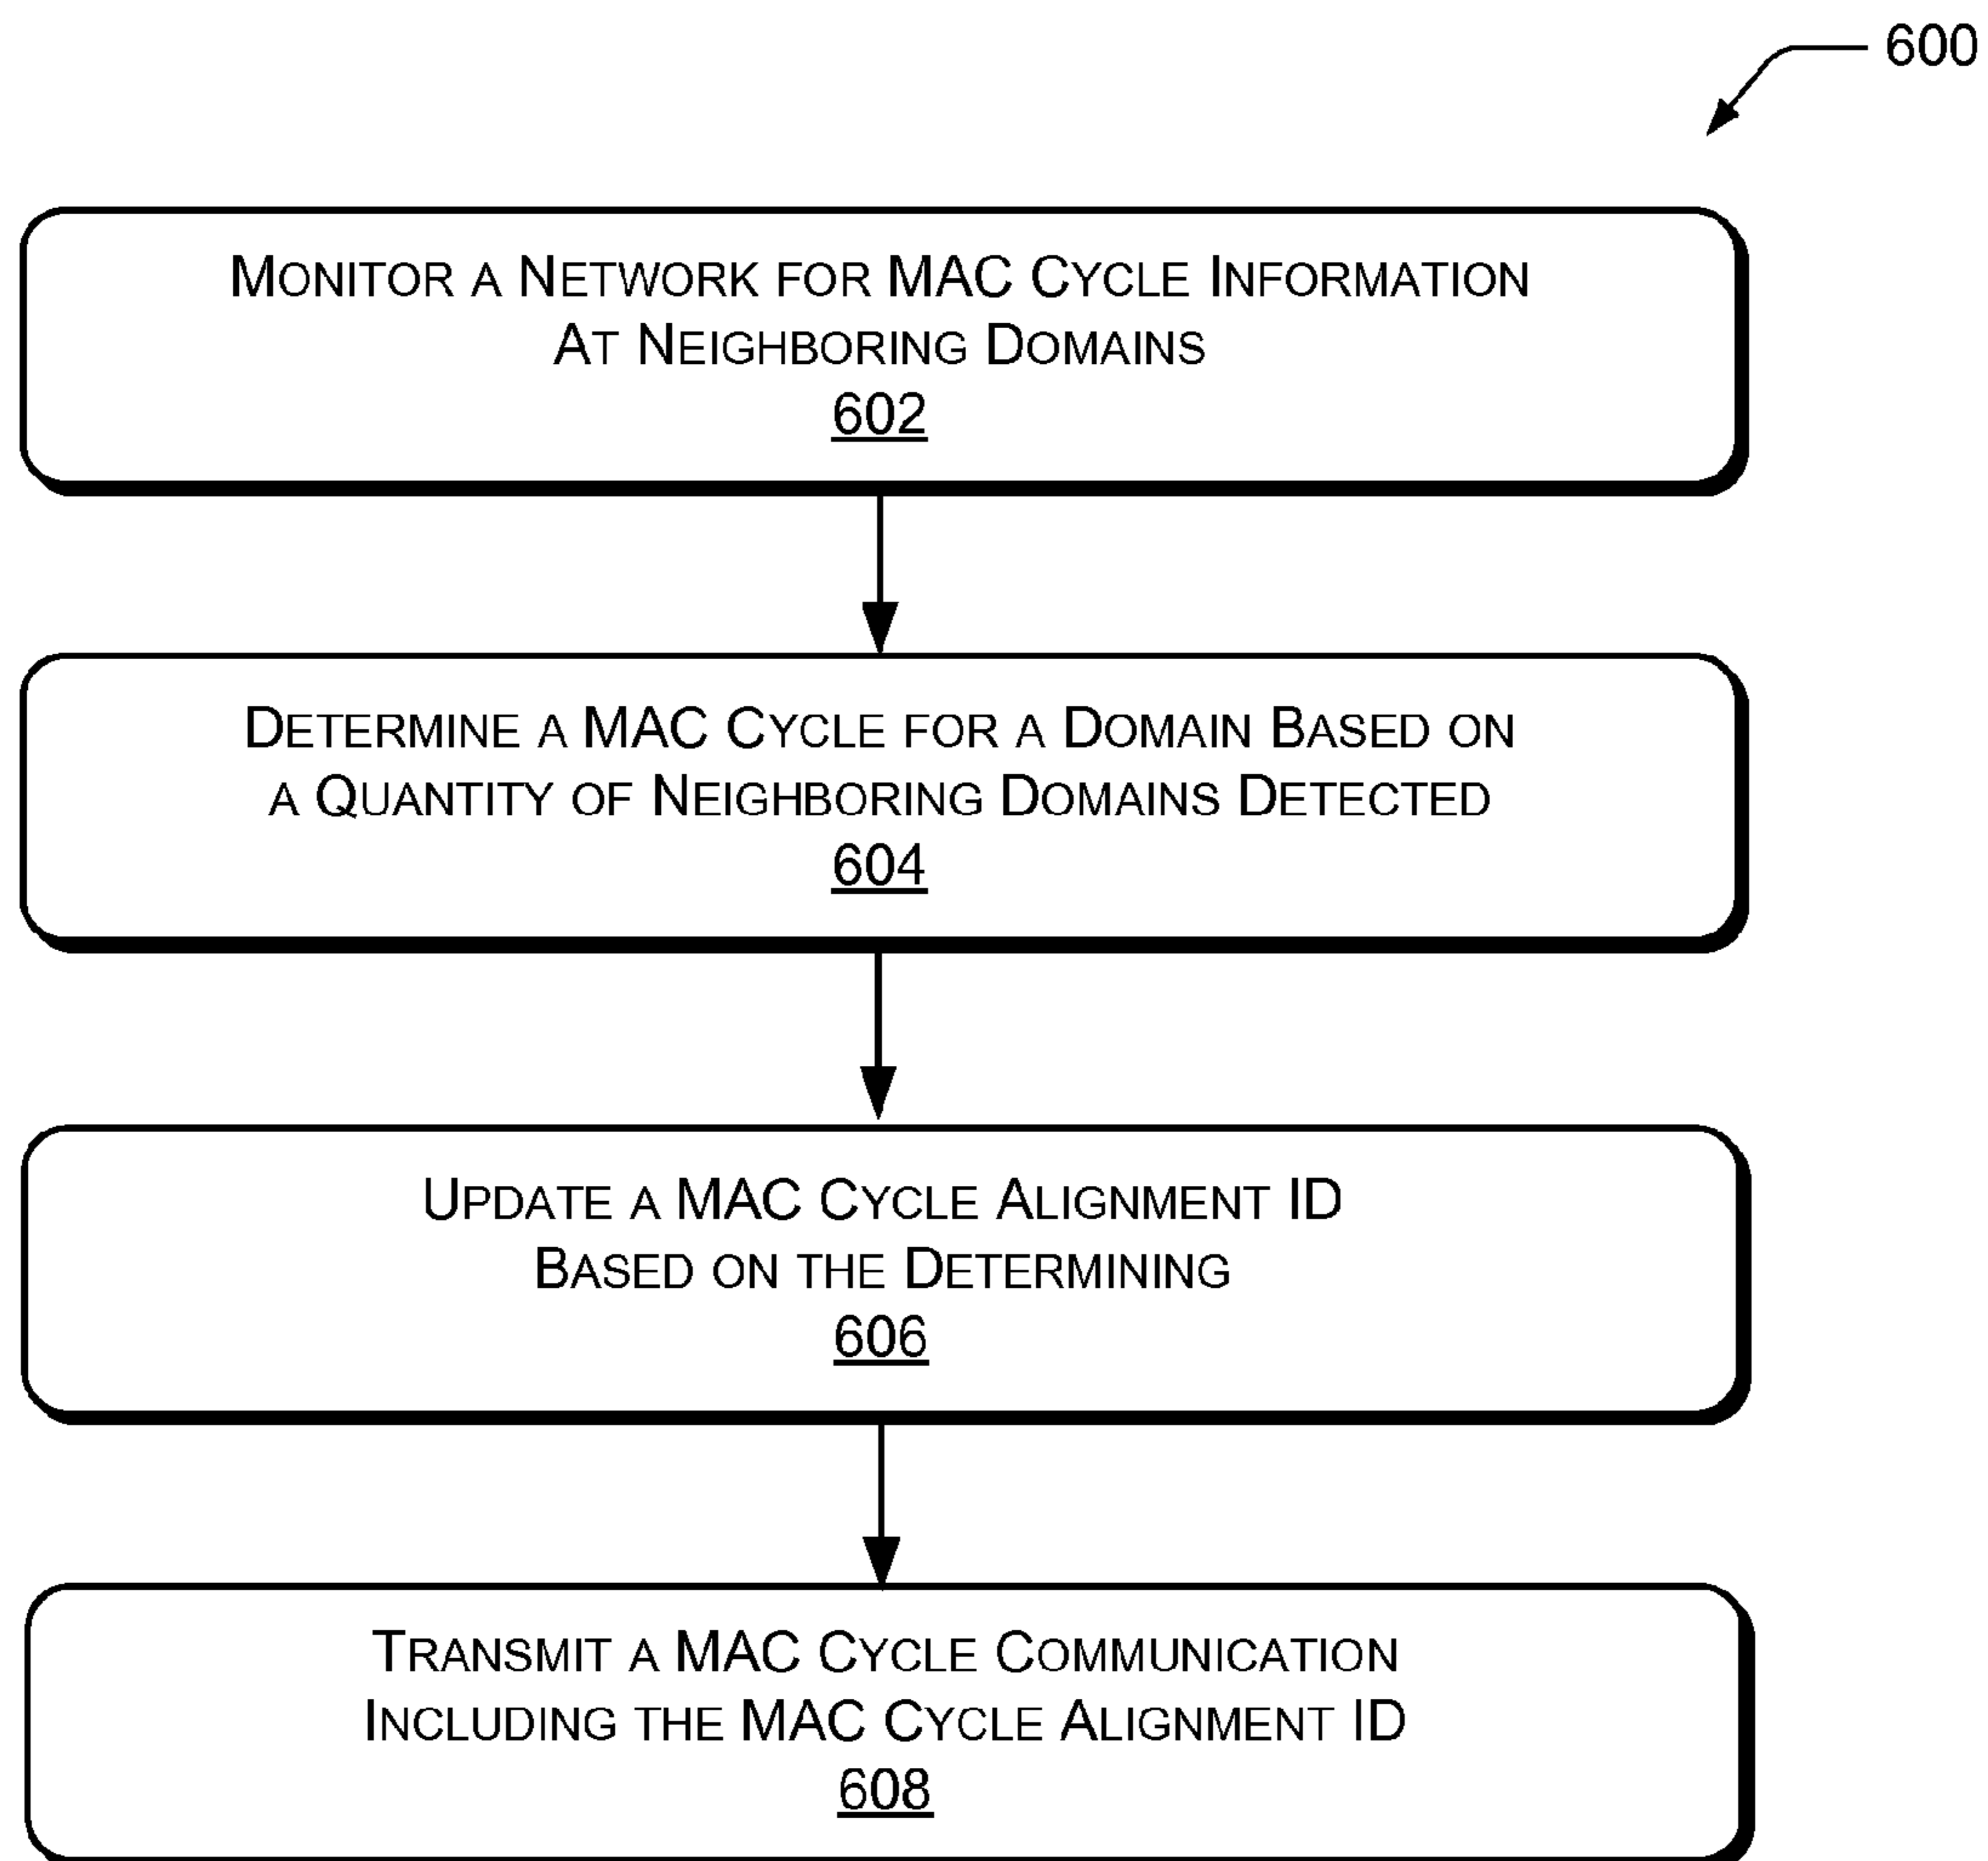 600
MONITOR A NETWORK FOR MAC CYCLE INFORMATION
AT NEIGHBORING DOMAINS
602
DETERMINE A MAC CYCLE FOR A DOMAIN BASED ON
A QUANTITY OF NEIGHBORING DOMAINS DETECTED
604
UPDATE A MAC CYCLE ALIGNMENT ID
BASED ON THE DETERMINING
606
TRANSMIT A MAC CYCLE COMMUNICATION
INCLUDING THE MAC CYCLE ALIGNMENT ID
608